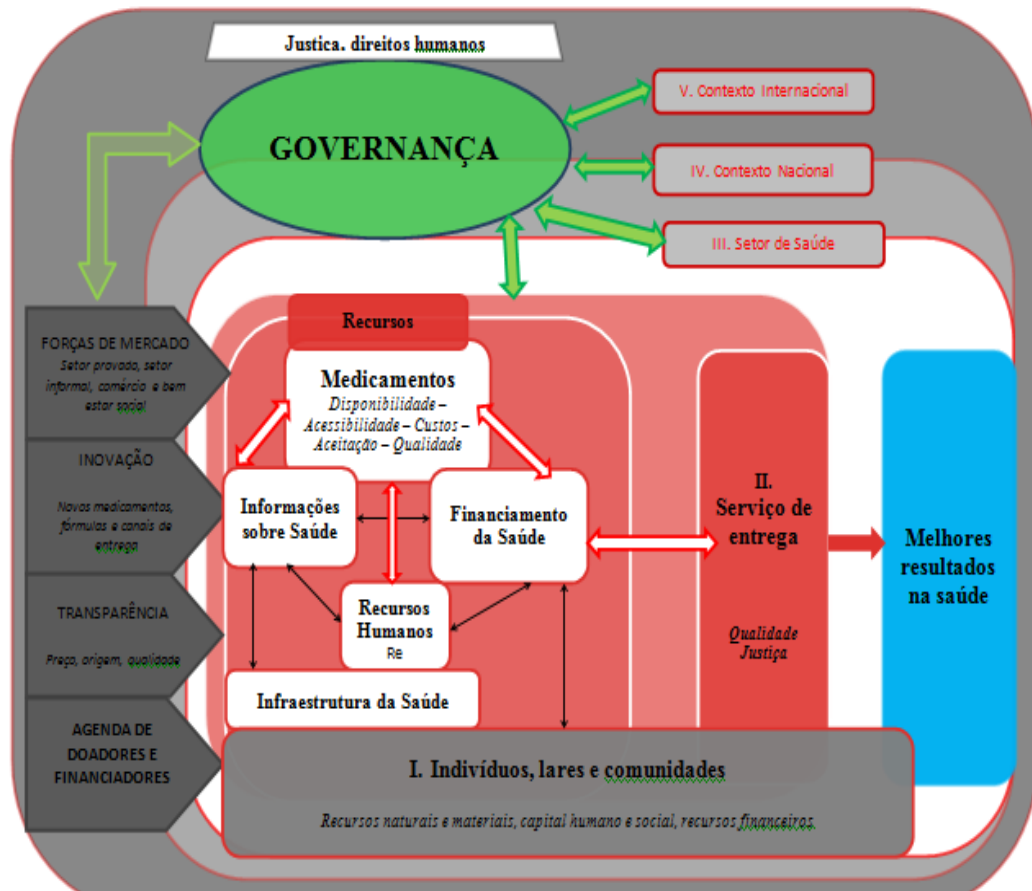 Justica. direitos humanos
GOVERNANÇA
V. Contexto Internacional
IV. Contexto Nacional
III. Setor de Saúde
FORÇAS DE MERCADO
Setor provado, setor
informal, comércio e bem
estar social
INOVAÇÃO
Novos medicamentos,
fórmulas e canais de
entrega
TRANSPARÊNCIA
Preço, origem, qualidade
AGENDA DE
DOADORES E
FINANCIADORES
Recursos
Medicamentos
Disponibilidade –
Acessibilidade – Custos –
Aceitação – Qualidade
Informações
sobre Saúde
Financiamento
da Saúde
Recursos
Humanos
Re
Infraestrutura da Saúde
II.
Serviço de
entrega
Qualidade
Justiça
Melhores
resultados
na saúde
I. Indivíduos, lares e comunidades
Recursos naturais e materiais, capital humano e social, recursos financeiros